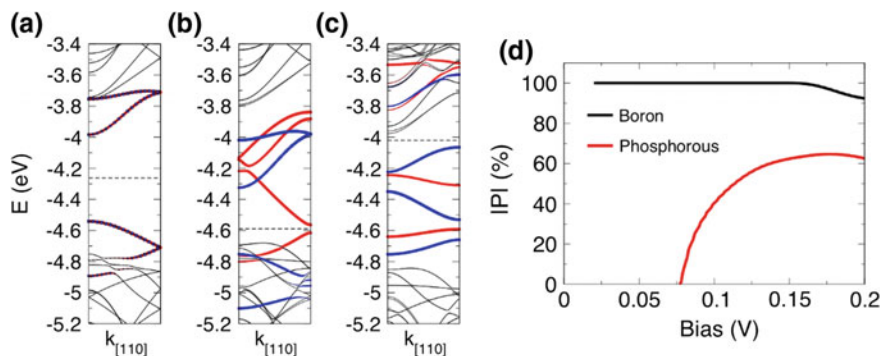 (a)
(b)
(c)
(d)
E (eV)
-3.4
-3.6
-3.8
-4
-4.2
-4.4
-4.6
-4.8
-5
-5.2
k[110]
-3.4
-3.6
-3.8
-4
-4.2
-4.4
-4.6
-4.8
-5
-5.2
k[110]
-3.4
-3.6
-3.8
-4
-4.2
-4.4
-4.6
-4.8
-5
-5.2
k[110]
|P| (%)
100
80
60
40
20
0
Boron
Phosphorous
0 0.05 0.1 0.15 0.2
Bias (V)